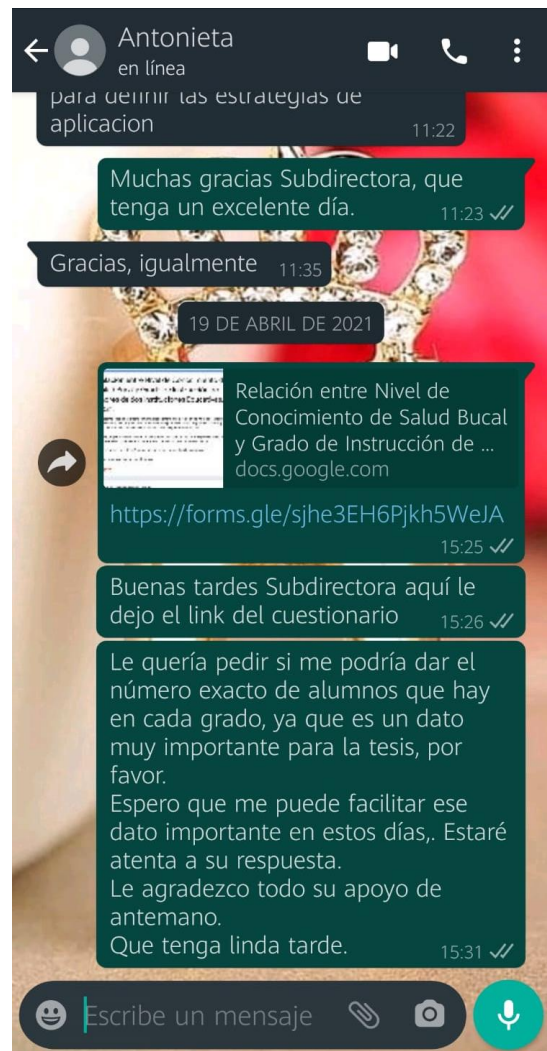 Antonieta
en línea
para definir las estrategias de
aplicacion
11:22
Muchas gracias Subdirectora, que
tenga un excelente día.
11:23
Gracias, igualmente 11:35
19 DE ABRIL DE 2021
Relación entre Nivel de
Conocimiento de Salud Bucal
y Grado de Instrucción de ...
docs.google.com
https://forms.gle/sjhe3EH6Pjkh5WeJA
15:25
Buenas tardes Subdirectora aquí le
dejo el link del cuestionario 15:26
Le quería pedir si me podría dar el
número exacto de alumnos que hay
en cada grado, ya que es un dato
muy importante para la tesis, por
favor.
Espero que me puede facilitar ese
dato importante en estos días,. Estaré
atenta a su respuesta.
Le agradezco todo su apoyo de
antemano.
Que tenga linda tarde. 15:31
Escribe un mensaje